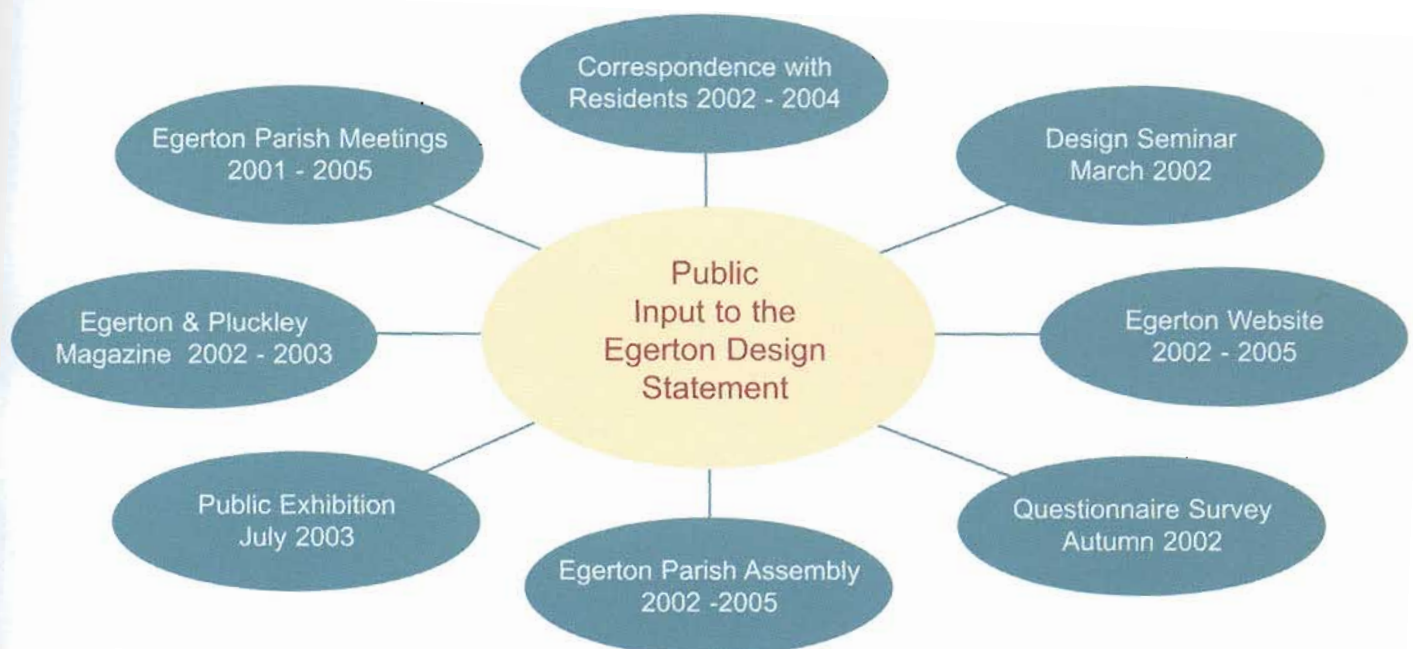 Correspondence with
Residents 2002 - 2004
Egerton Parish Meetings
2001 - 2005
Design Seminar
March 2002
Public
Input to the
Egerton Design
Statement
Egerton & Pluckley
Magazine 2002 - 2003
Egerton Website
2002 - 2005
Public Exhibition
July 2003
Questionnaire Survey
Autumn 2002
Egerton Parish Assembly
2002 -2005